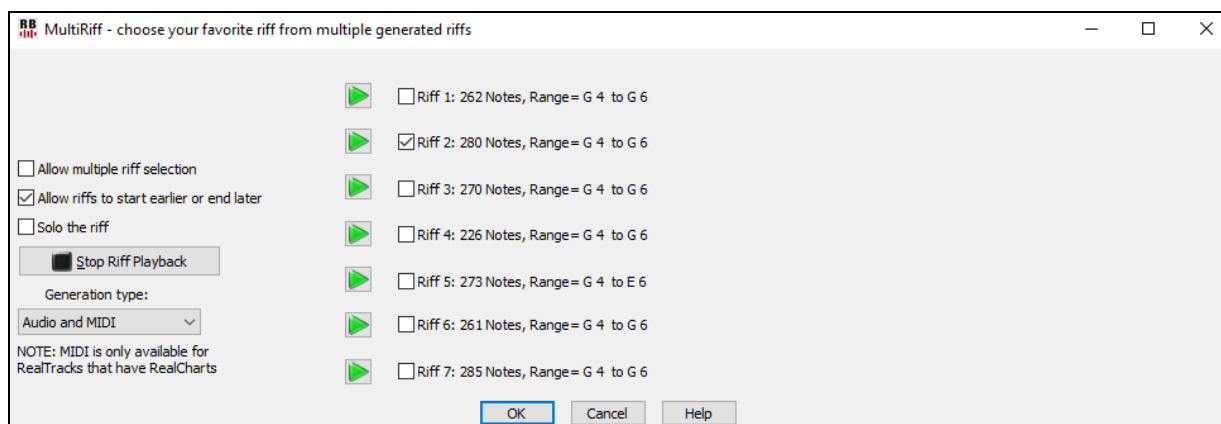 RB
MultiRiff - choose your favorite riff from multiple generated riffs
Riff 1: 262 Notes, Range= G 4 to G 6
Riff 2: 280 Notes, Range= G 4 to G 6
Riff 3: 270 Notes, Range= G 4 to G 6
Riff 4: 226 Notes, Range= G 4 to G 6
Riff 5: 273 Notes, Range= G 4 to E 6
Riff 6: 261 Notes, Range= G 4 to G 6
Riff 7: 285 Notes, Range= G 4 to G 6
Allow multiple riff selection
Allow riffs to start earlier or end later
Solo the riff
Stop Riff Playback
Generation type:
Audio and MIDI
NOTE: MIDI is only available for
RealTracks that have RealCharts
OK
Cancel
Help